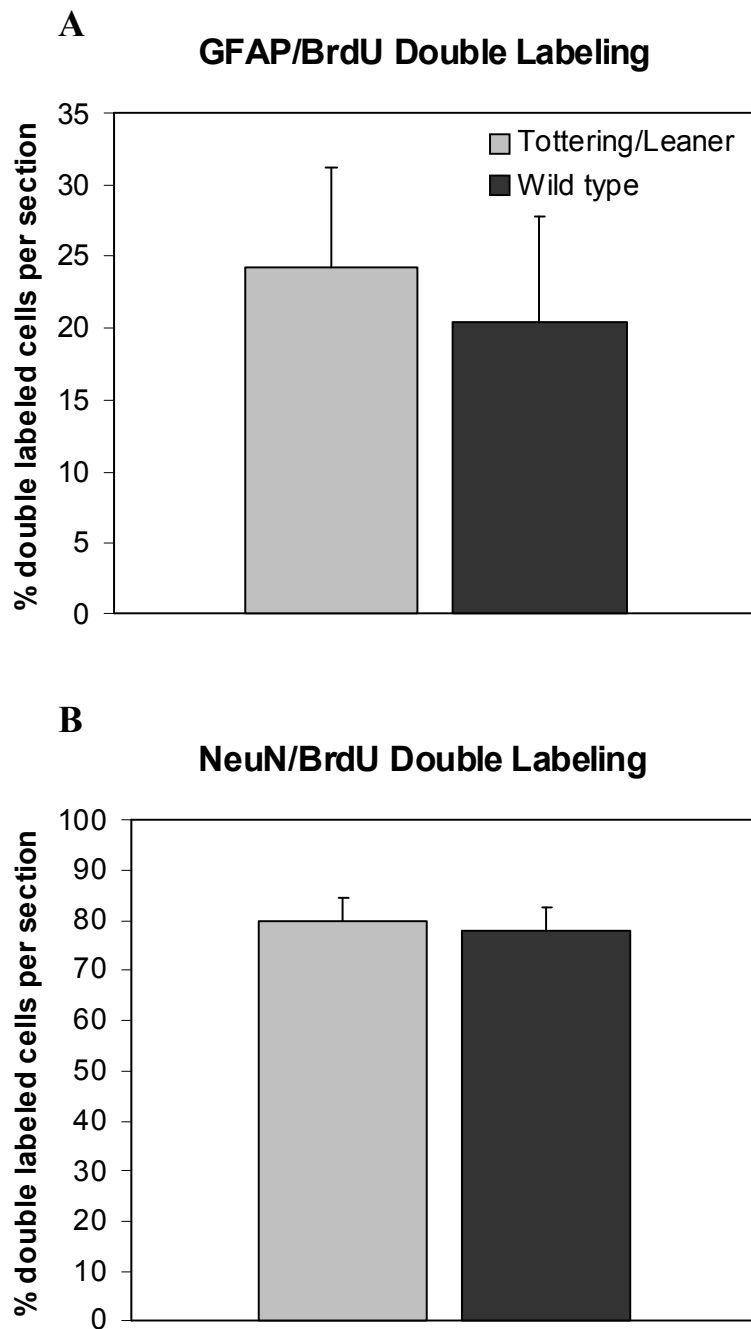 A
GFAP/BrdU Double Labeling
% double labeled cells per section
35
30
25
20
15
10
5
0
Tottering/Leaner
Wild type
B
NeuN/BrdU Double Labeling
% double labeled cells per section
100
90
80
70
60
50
40
30
20
10
0